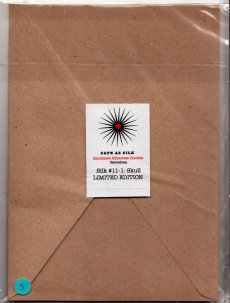 SAFE AS SILK
Handmade Silkscreen Goodies
Barcelona
Silk #11-1: Skull
LIMITED EDITION
S